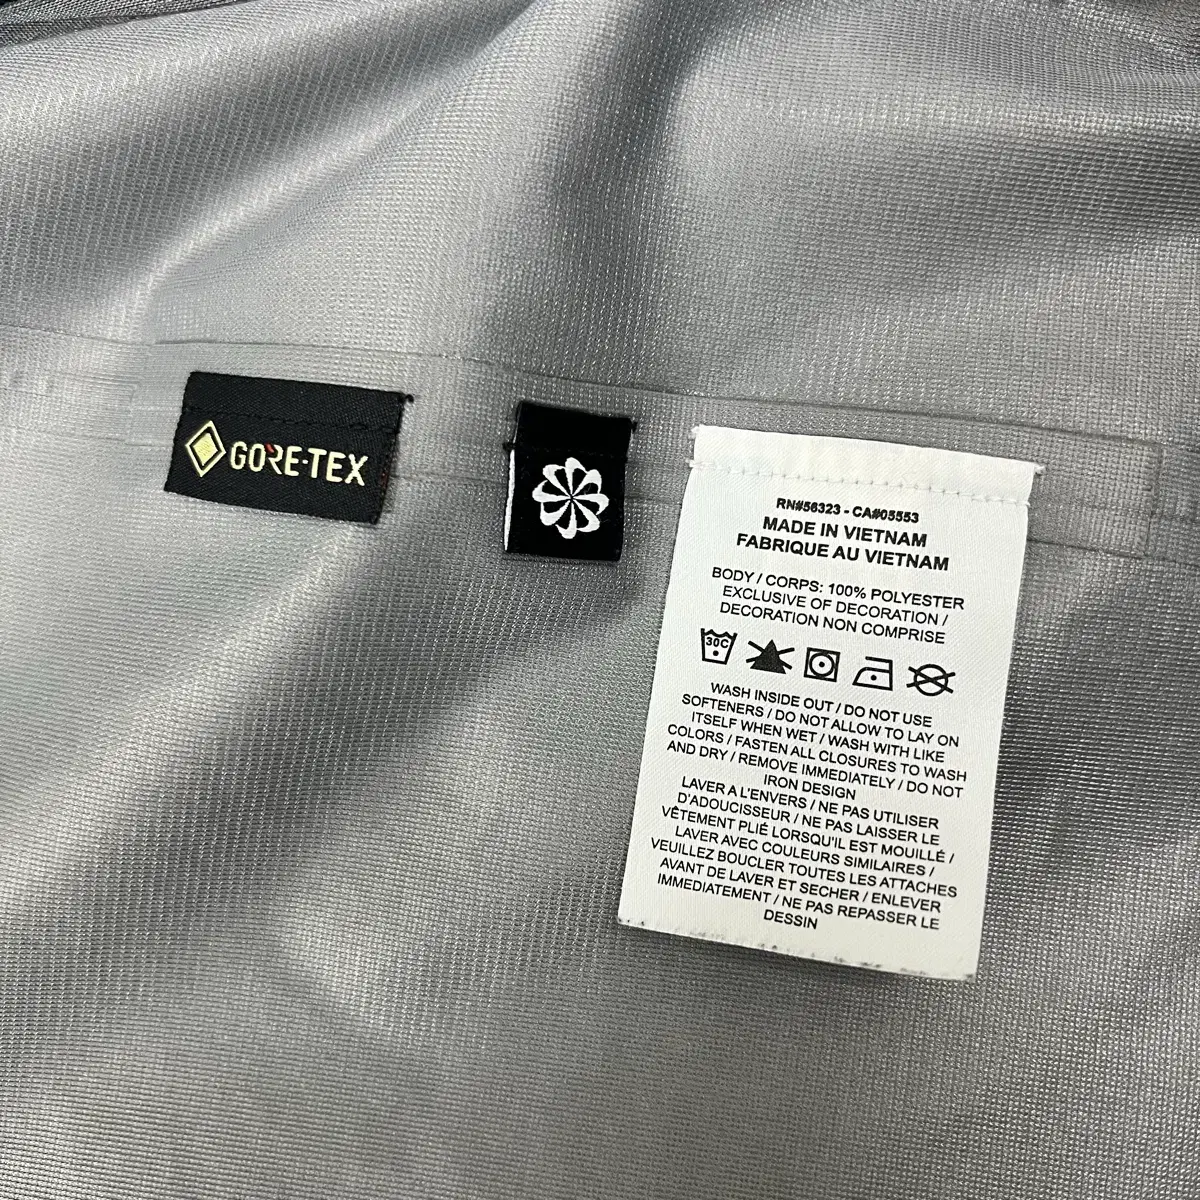 GORE-TEX
RN#56323 - CA#05553
MADE IN VIETNAM
FABRIQUE AU VIETNAM
BODY / CORPS: 100% POLYESTER
EXCLUSIVE OF DECORATION /
DECORATION NON COMPRISE
30C
WASH INSIDE OUT / DO NOT USE
SOFTENERS / DO NOT ALLOW TO LAY ON
ITSELF WHEN WET / WASH WITH LIKE
COLORS / FASTEN ALL CLOSURES TO WASH
AND DRY / REMOVE IMMEDIATELY / DO NOT
IRON DESIGN
LAVER A L'ENVERS / NE PAS UTILISER
D'ADOUCISSEUR / NE PAS LAISSER LE
VÊTEMENT PLIÉ LORSQU'IL EST MOUILLÉ /
LAVER AVEC COULEURS SIMILAIRES /
VEUILLEZ BOUCLER TOUTES LES ATTACHES
AVANT DE LAVER ET SECHER / ENLEVER
IMMEDIATEMENT / NE PAS REPASSER LE
DESSIN